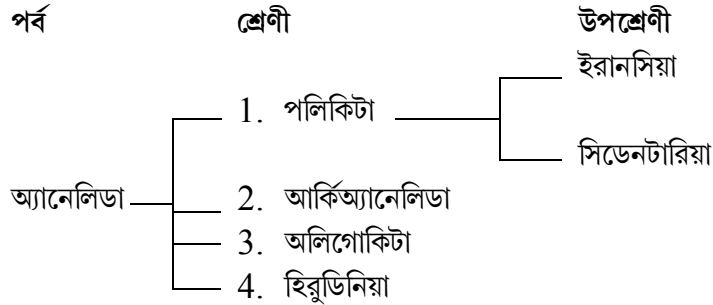 পর্ব শ্রেণী উপশ্রেণী
ইরানসিয়া
1. পলিকিটা
সিডেনটারিয়া
অ্যানেলিডা
2. আর্কিঅ্যানেলিডা
3. অলিগোকিটা
4. হিরুডিনিয়া